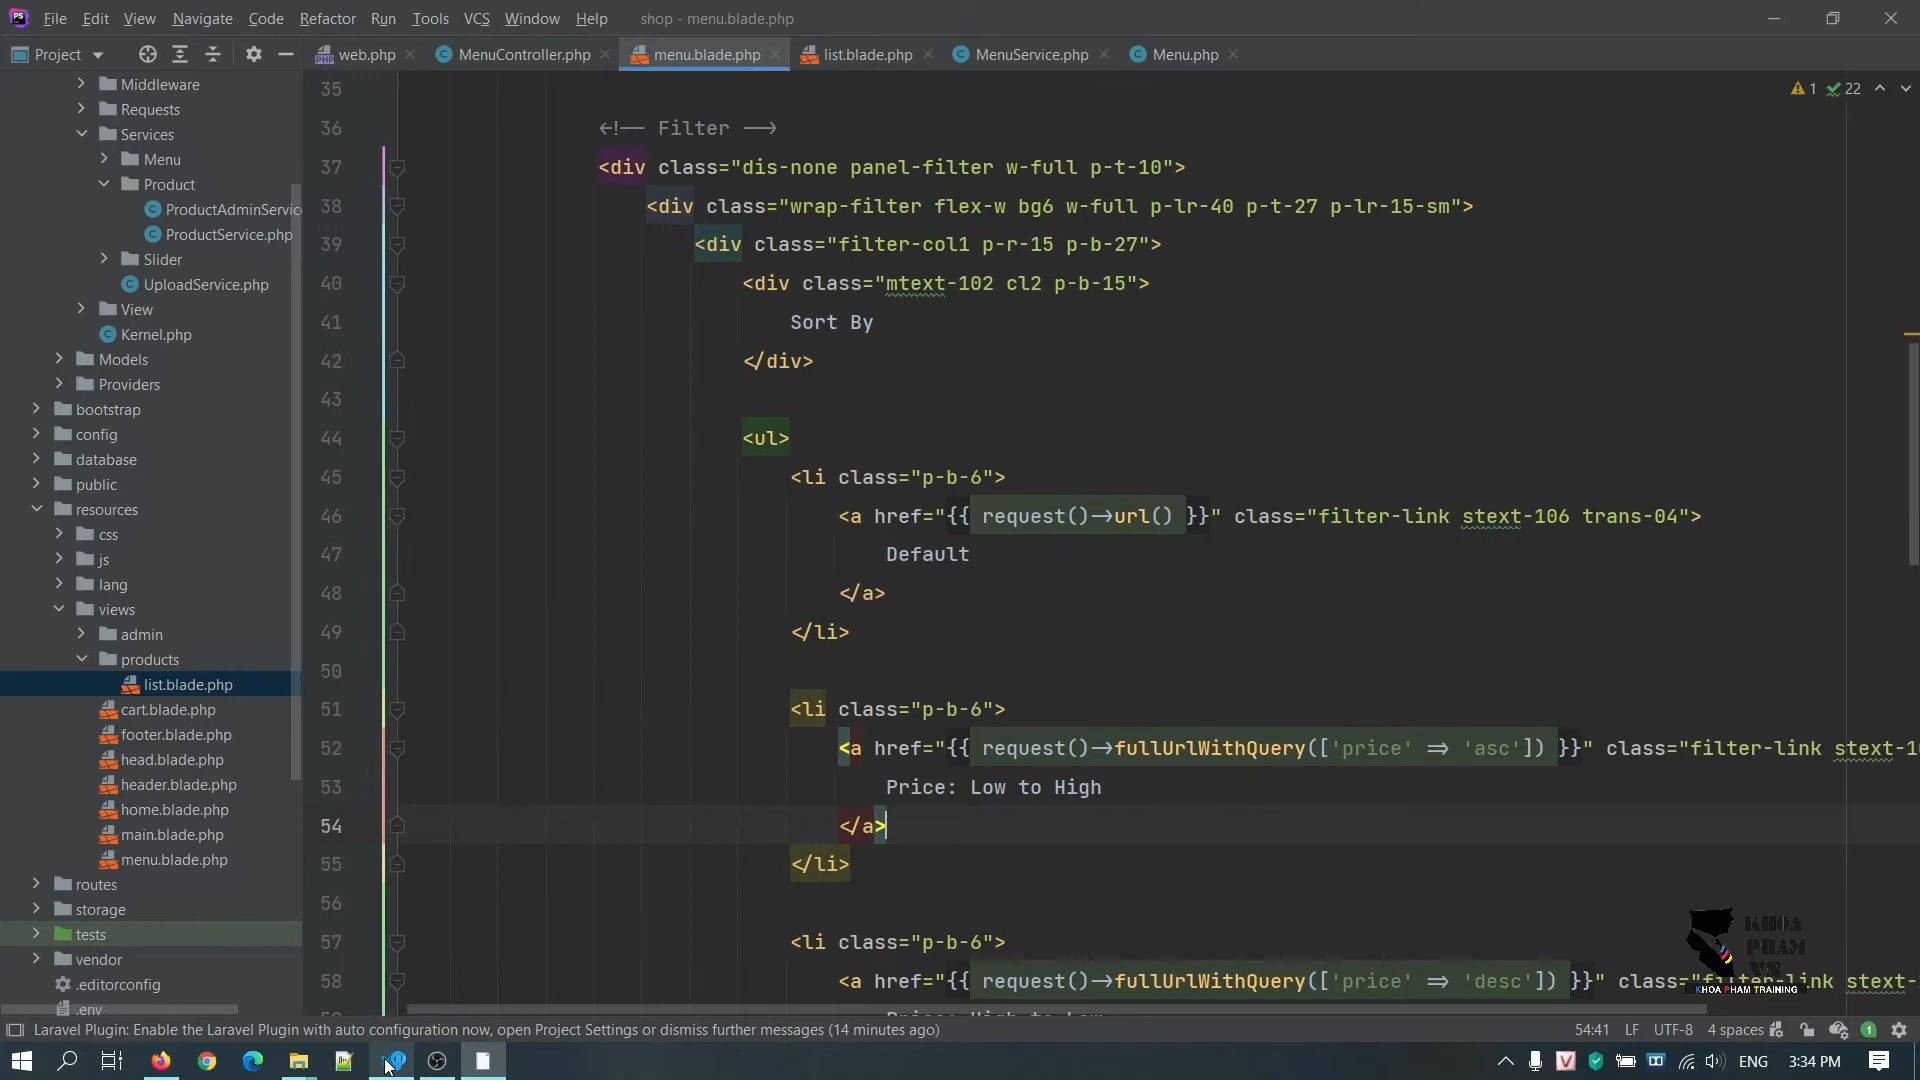 File Edit View Navigate Code Refactor Run Tools VCS Window Help shop - menu.blade.php
Project
web.php MenuController.php menu.blade.php list.blade.php MenuService.php Menu.php
1 22
Middleware
Requests
Services
Menu
Product
ProductAdminServic
ProductService.php
Slider
UploadService.php
View
Kernel.php
Models
Providers
bootstrap
config
database
public
resources
css
js
lang
views
admin
products
list.blade.php
cart.blade.php
footer.blade.php
head.blade.php
header.blade.php
home.blade.php
main.blade.php
menu.blade.php
routes
storage
tests
vendor
.editorconfig
.env
35
36 <!-- Filter -->
37 <div class="dis-none panel-filter w-full p-t-10">
38 <div class="wrap-filter flex-w bg6 w-full p-lr-40 p-t-27 p-lr-15-sm">
39 <div class="filter-col1 p-r-15 p-b-27">
40 <div class="mtext-102 cl2 p-b-15">
41 Sort By
42 </div>
43
44 <ul>
45 <li class="p-b-6">
46 <a href="{{ request()->url() }}" class="filter-link stext-106 trans-04">
47 Default
48 </a>
49 </li>
50
51 <li class="p-b-6">
52 <a href="{{ request()->fullUrlWithQuery(['price' => 'asc']) }}" class="filter-link stext-1
53 Price: Low to High
54 </a>
55 </li>
56
57 <li class="p-b-6">
58 <a href="{{ request()->fullUrlWithQuery(['price' => 'desc']) }}" class="filter-link stext-
KHOA
PHAM
.VN
KHOA PHAM TRAINING
Laravel Plugin: Enable the Laravel Plugin with auto configuration now, open Project Settings or dismiss further messages (14 minutes ago)
54:41 LF UTF-8 4 spaces 1
ENG 3:34 PM